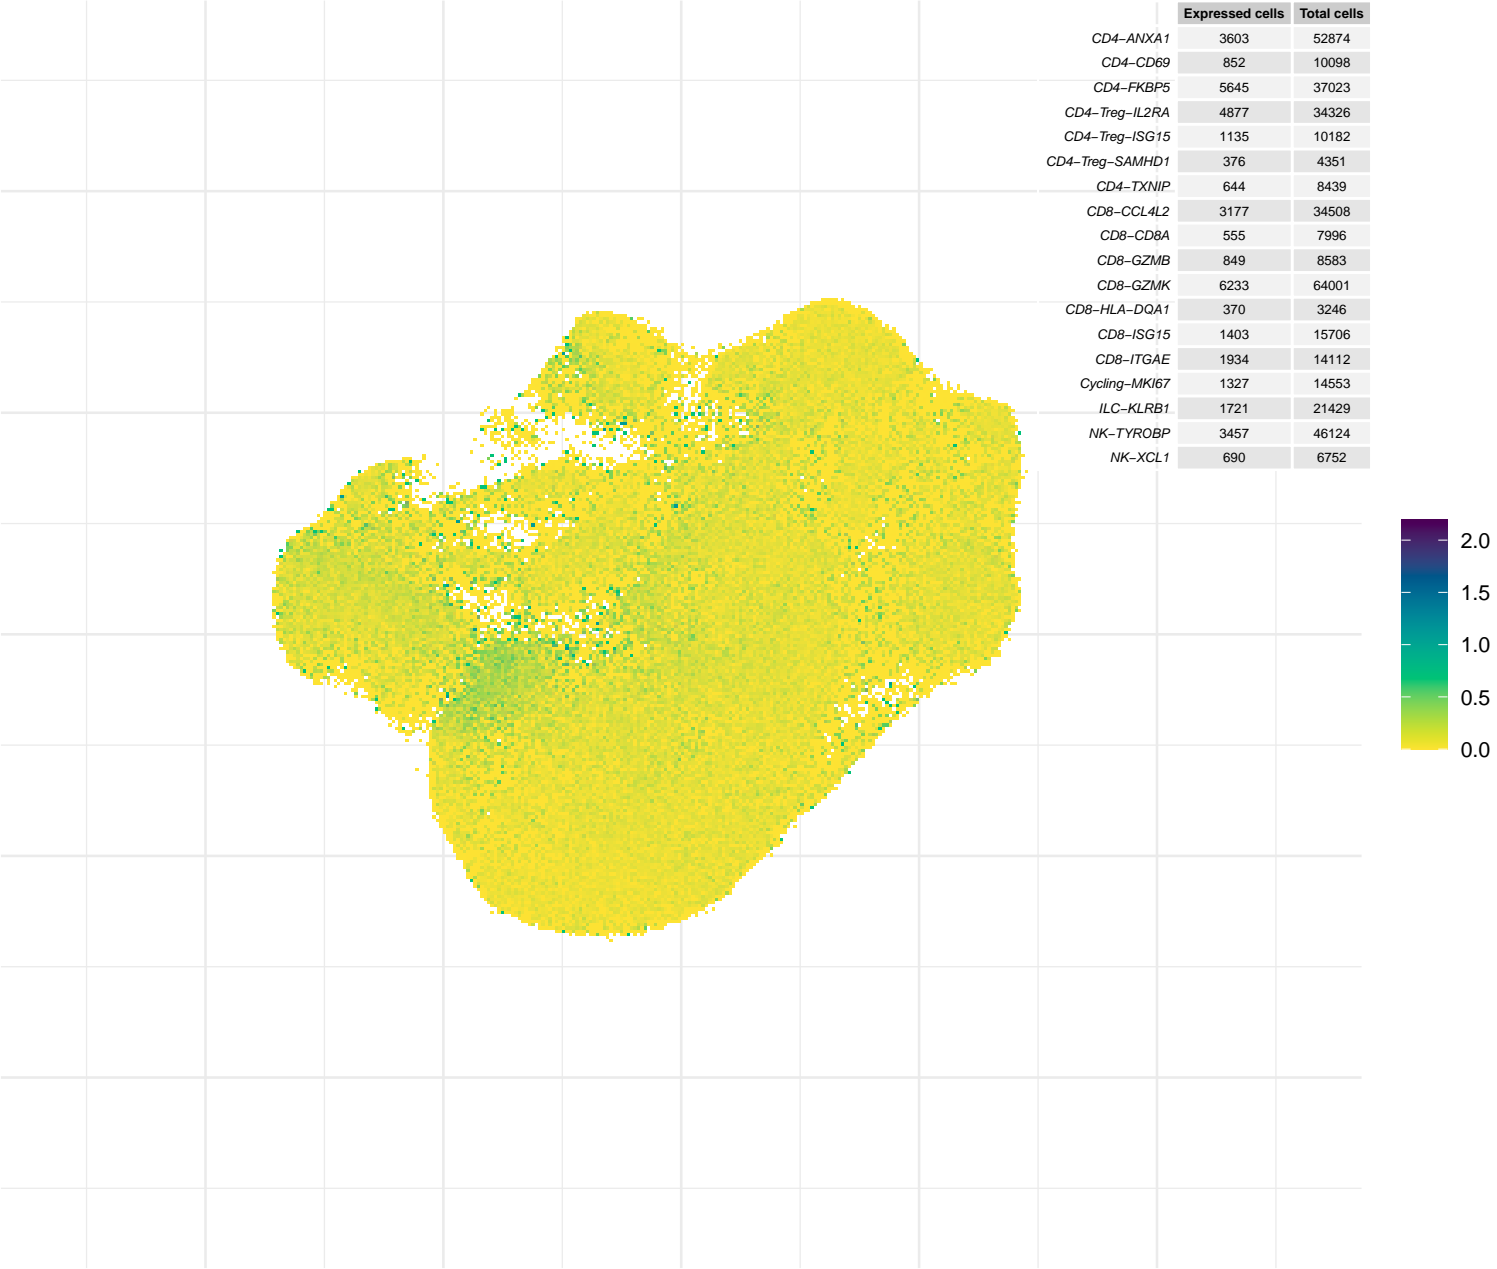 Expressed cells Total cells
CD4−ANXA1 3603 52874
CD4−CD69 852 10098
CD4−FKBP5 5645 37023
CD4−Treg−IL2RA 4877 34326
CD4−Treg−ISG15 1135 10182
CD4−Treg−SAMHD1 376 4351
CD4−TXNIP 644 8439
CD8−CCL4L2 3177 34508
CD8−CD8A 555 7996
CD8−GZMB 849 8583
CD8−GZMK 6233 64001
CD8−HLA−DQA1 370 3246
CD8−ISG15 1403 15706
CD8−ITGAE 1934 14112
Cycling−MKI67 1327 14553
ILC−KLRB1 1721 21429
NK−TYROBP 3457 46124
NK−XCL1 690 6752
2.0
1.5
1.0
0.5
0.0